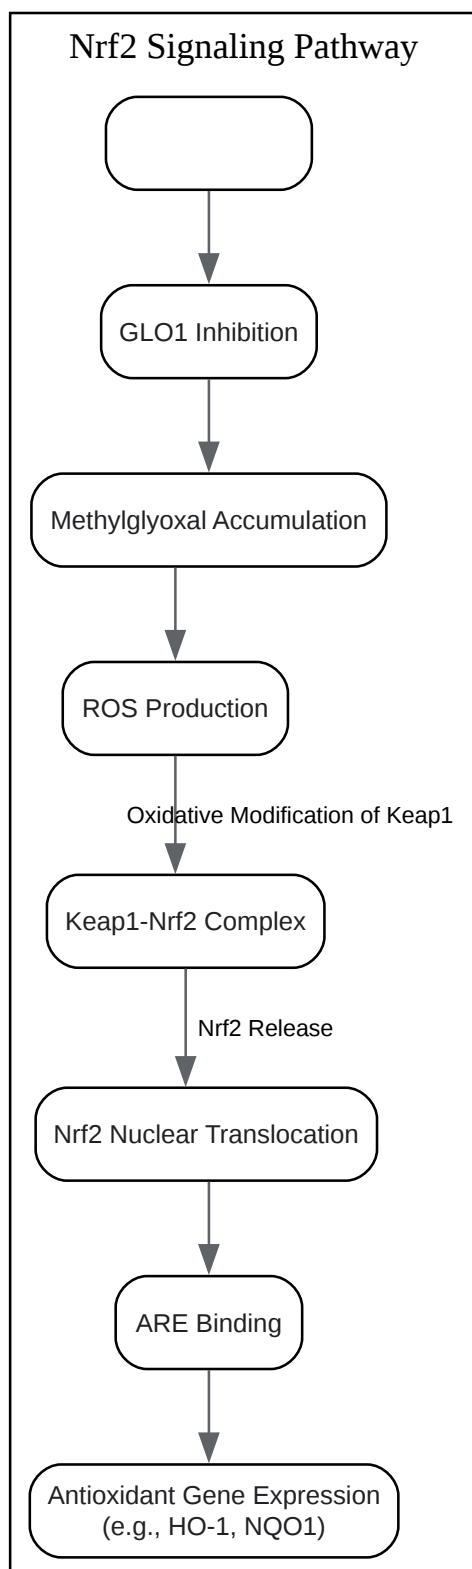 Nrf2 Signaling Pathway
GLO1 Inhibition
Methylglyoxal Accumulation
ROS Production
Oxidative Modification of Keap1
Keap1-Nrf2 Complex
Nrf2 Release
Nrf2 Nuclear Translocation
ARE Binding
Antioxidant Gene Expression
(e.g., HO-1, NQO1)